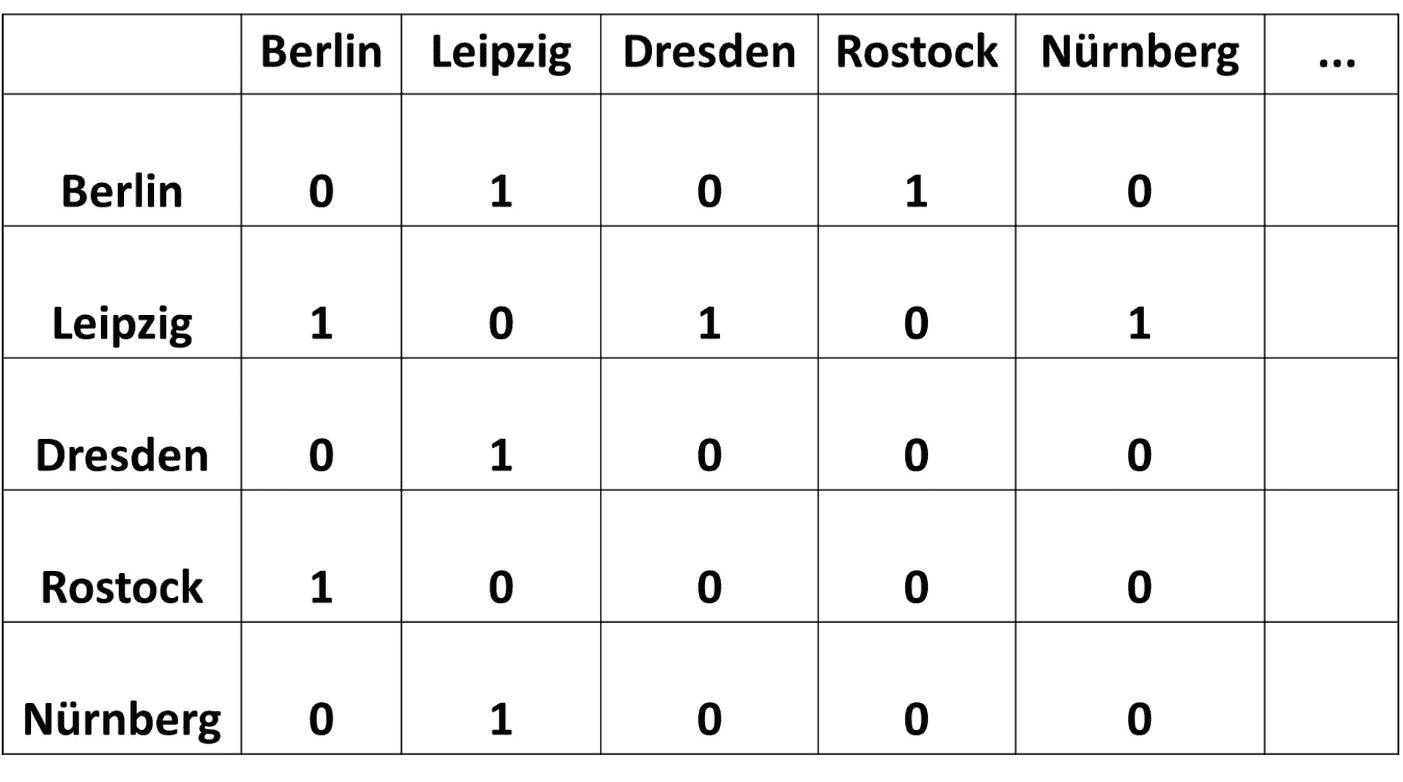 Berlin Leipzig Dresden Rostock Nürnberg ...
Berlin 0 1 0 1 0
Leipzig 1 0 1 0 1
Dresden 0 1 0 0 0
Rostock 1 0 0 0 0
Nürnberg 0 1 0 0 0